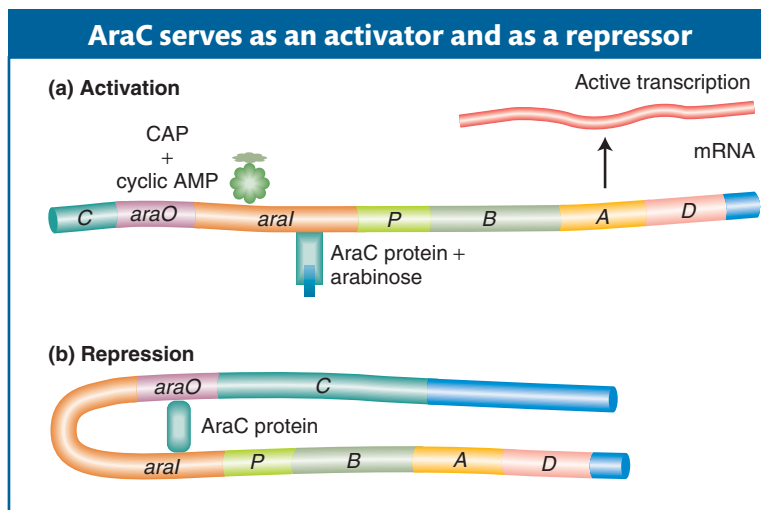 AraC serves as an activator and as a repressor
(a) Activation
Active transcription
CAP
+
cyclic AMP
mRNA
C araO araI P B A D
AraC protein +
arabinose
(b) Repression
araO C
AraC protein
araI P B A D